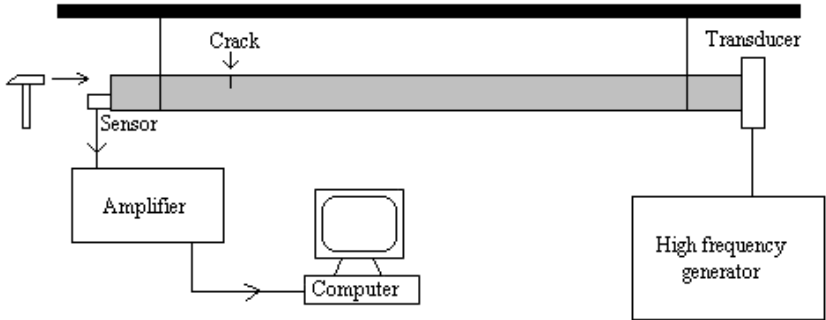 Crack
Transducer
Sensor
Amplifier
Computer
High frequency
generator